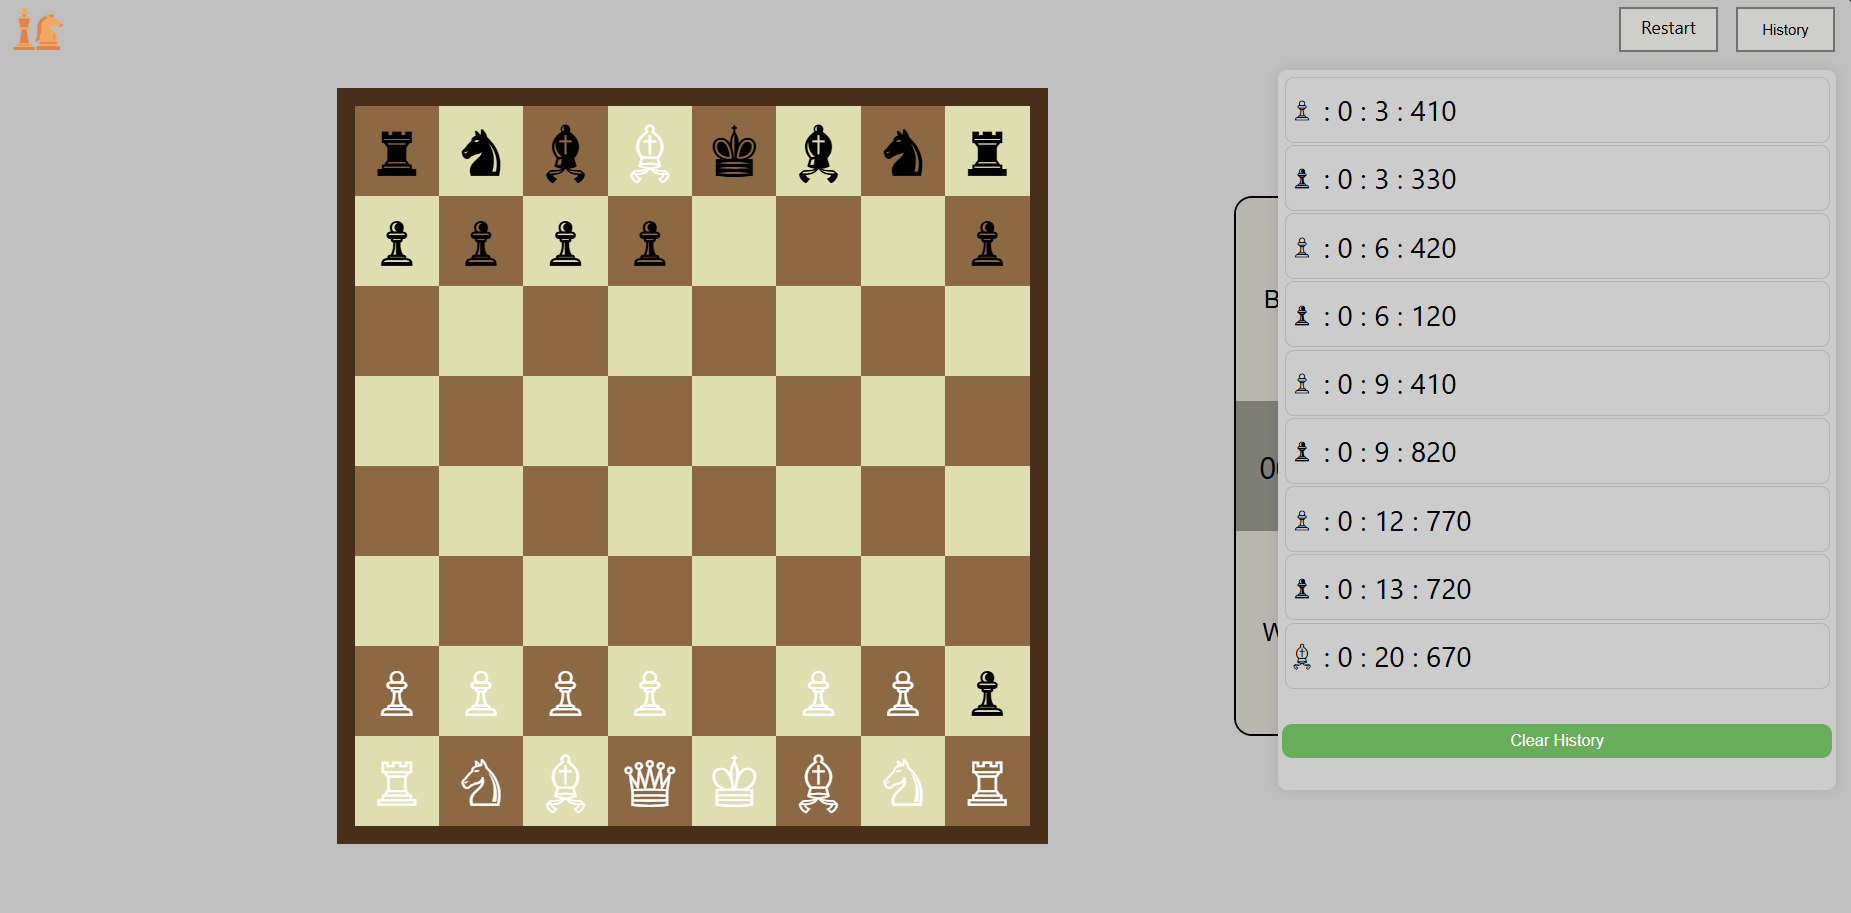 Restart
History
: 0 : 3 : 410
: 0 : 3 : 330
: 0 : 6 : 420
: 0 : 6 : 120
: 0 : 9 : 410
: 0 : 9 : 820
: 0 : 12 : 770
: 0 : 13 : 720
: 0 : 20 : 670
Clear History